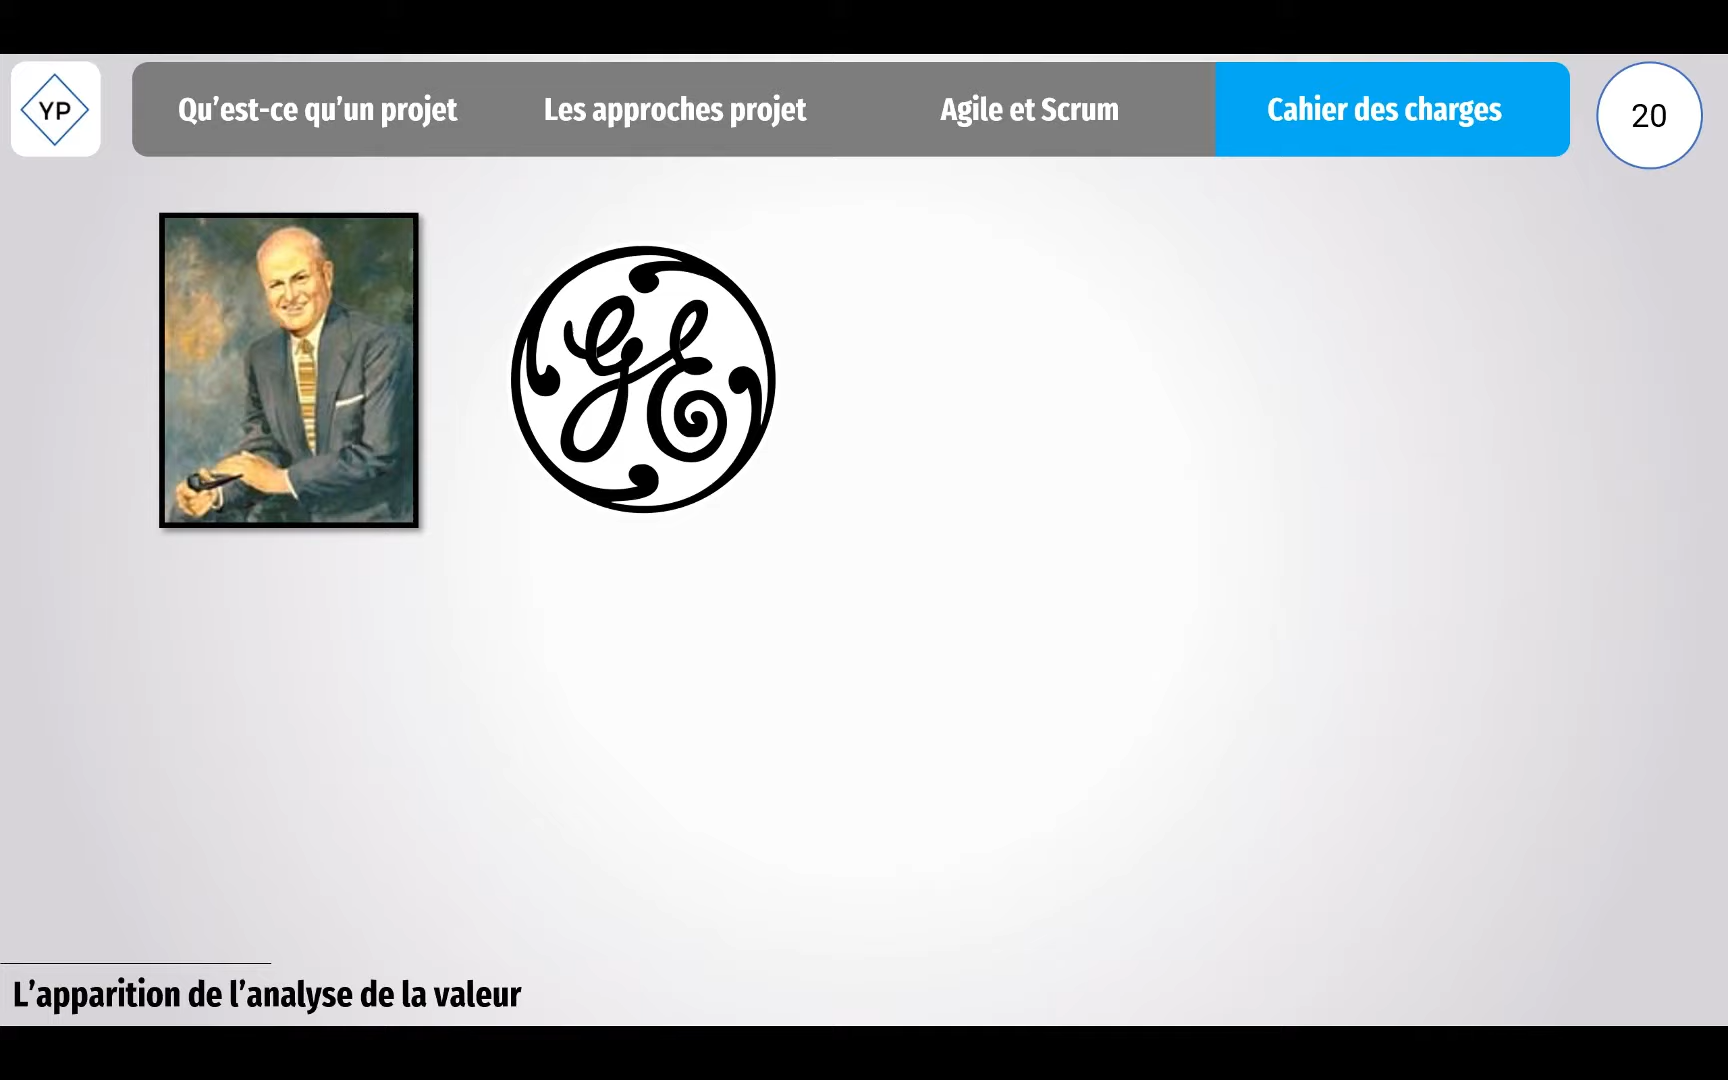 YP
Qu’est-ce qu’un projet
Les approches projet
Agile et Scrum
Cahier des charges
20
GE
L’apparition de l’analyse de la valeur